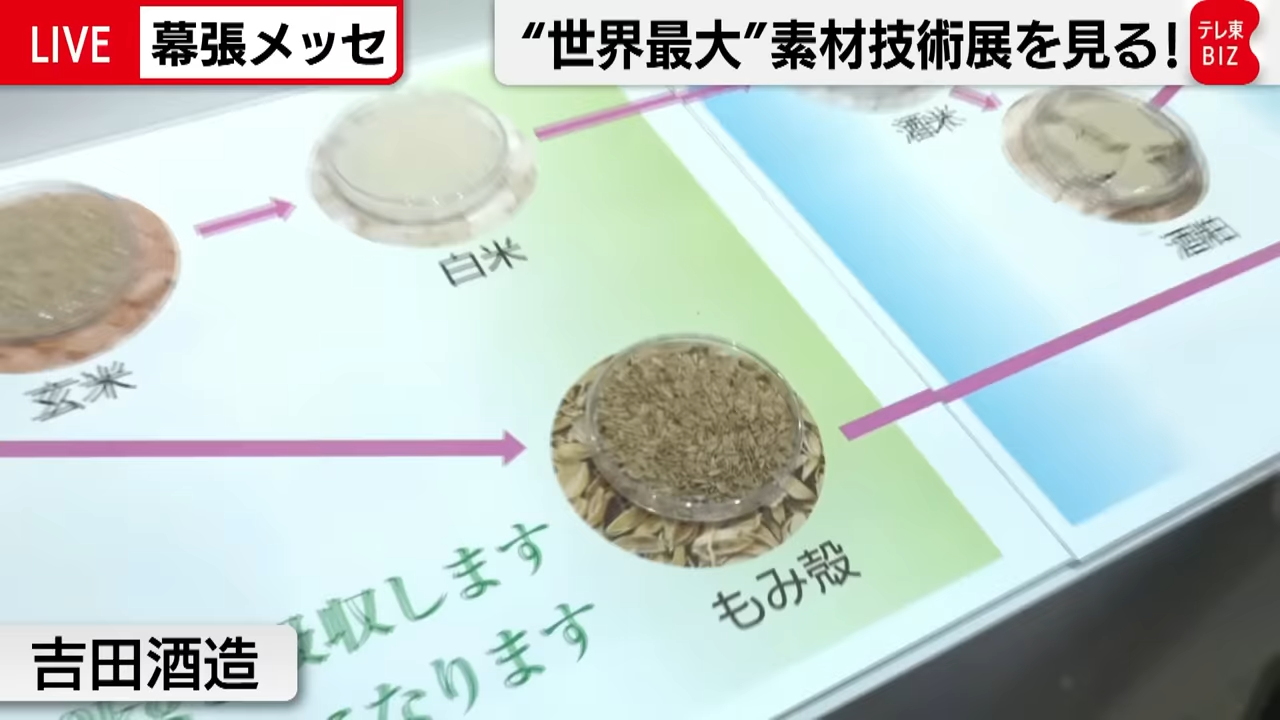 LIVE
幕張メッセ
“世界最大”素材技術展を見る!
テレ東
BIZ
酒米
酒粕
白米
玄米
もみ殻
吸収します
なります
吉田酒造